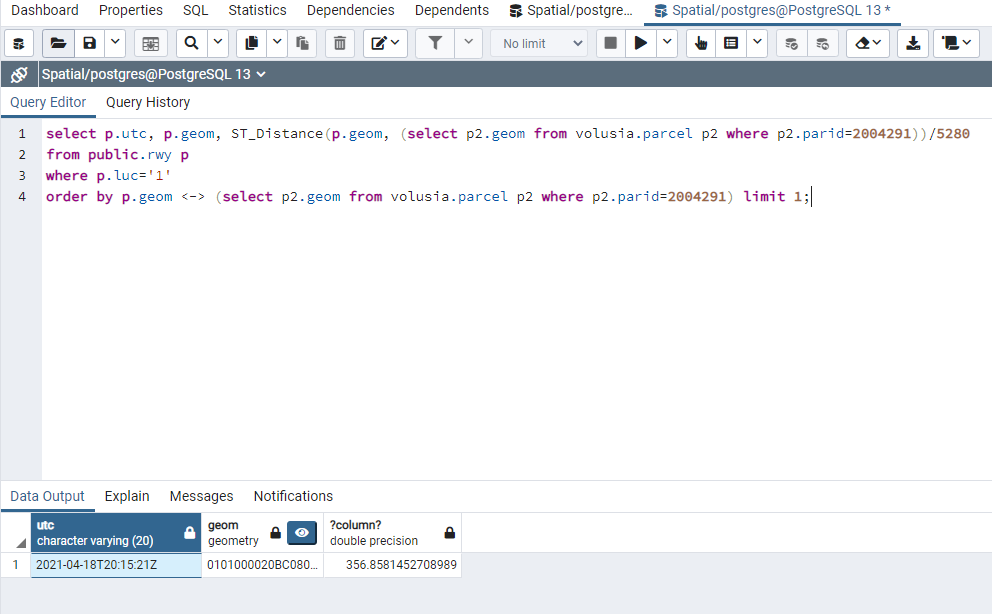 Dashboard Properties SQL Statistics Dependencies Dependents Spatial/postgre... Spatial/postgres@PostgreSQL 13 *
No limit
Spatial/postgres@PostgreSQL 13
Query Editor Query History
1 select p.utc, p.geom, ST_Distance(p.geom, (select p2.geom from volusia.parcel p2 where p2.parid=2004291))/5280
2 from public.rwy p
3 where p.luc='1'
4 order by p.geom <-> (select p2.geom from volusia.parcel p2 where p2.parid=2004291) limit 1;
Data Output Explain Messages Notifications
utc geom ?column?
character varying (20) geometry double precision
1 2021-04-18T20:15:21Z 0101000020BC080... 356.8581452708989